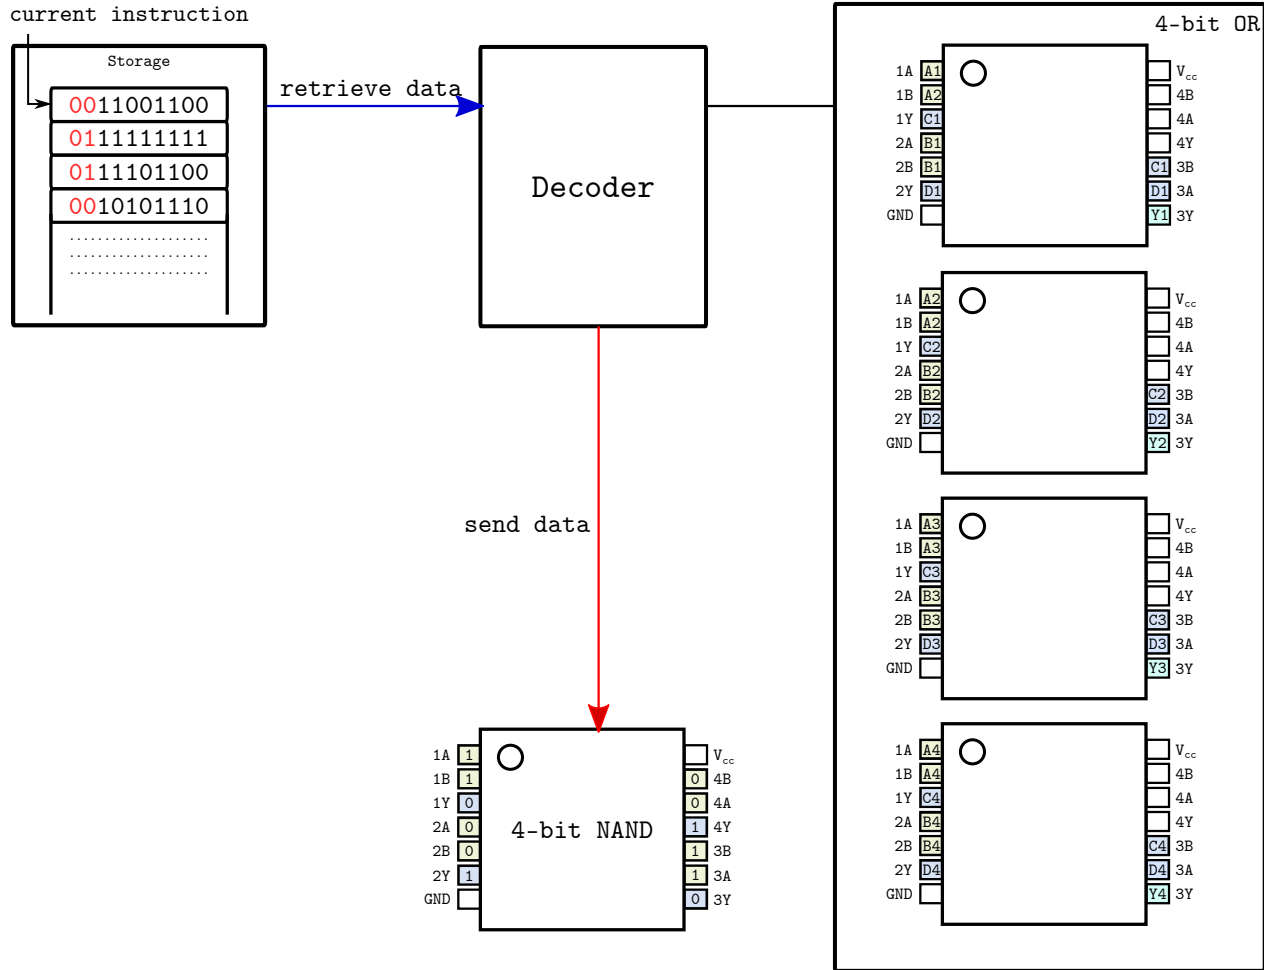 current instruction
Storage
0011001100
0111111111
0111101100
0010101110
....................
....................
....................
retrieve data
Decoder
send data
4-bit OR
1A A1
1B A2
1Y C1
2A B1
2B B1
2Y D1
GND
Vcc
4B
4A
4Y
C1 3B
D1 3A
Y1 3Y
1A A2
1B A2
1Y C2
2A B2
2B B2
2Y D2
GND
Vcc
4B
4A
4Y
C2 3B
D2 3A
Y2 3Y
1A A3
1B A3
1Y C3
2A B3
2B B3
2Y D3
GND
Vcc
4B
4A
4Y
C3 3B
D3 3A
Y3 3Y
1A A4
1B A4
1Y C4
2A B4
2B B4
2Y D4
GND
Vcc
4B
4A
4Y
C4 3B
D4 3A
Y4 3Y
1A 1
1B 1
1Y 0
2A 0
2B 0
2Y 1
GND
4-bit NAND
Vcc
0 4B
0 4A
1 4Y
1 3B
1 3A
0 3Y